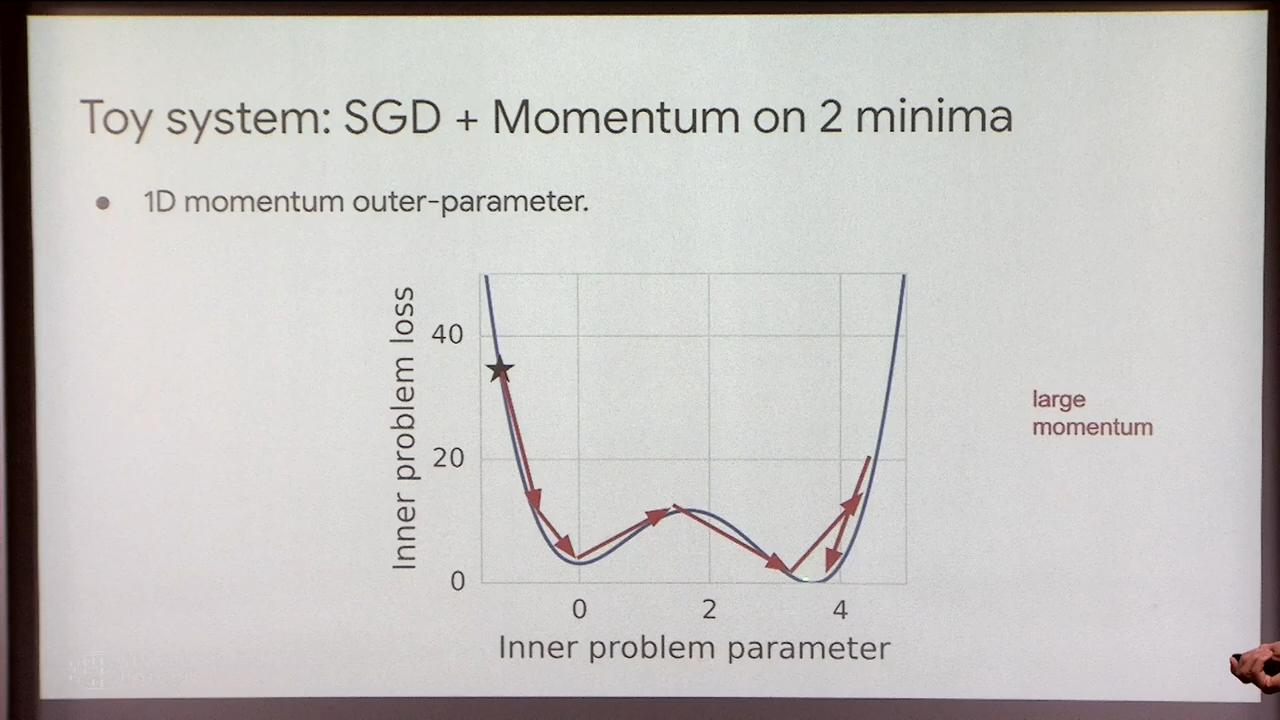 Toy system: SGD + Momentum on 2 minima
● 1D momentum outer-parameter.
Inner problem loss
40
20
0
0 2 4
Inner problem parameter
large
momentum